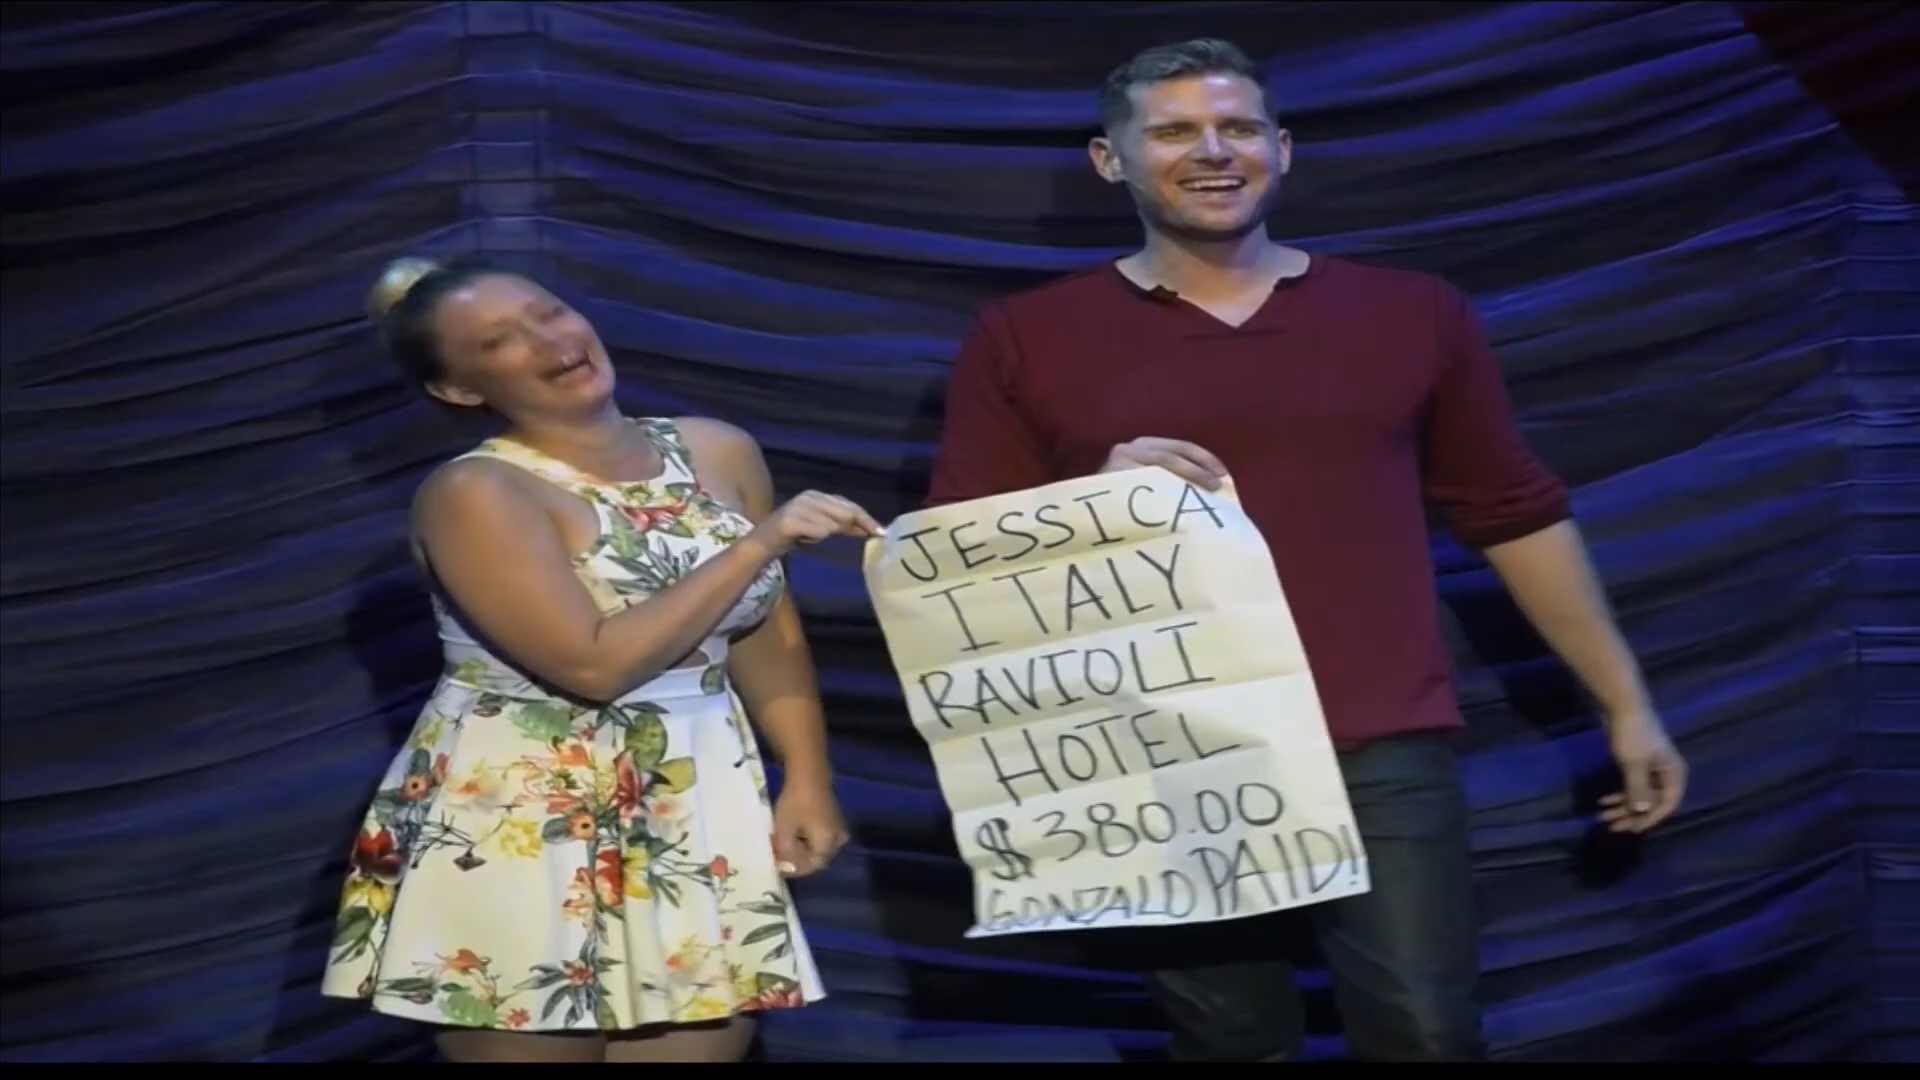 JESSICA
ITALY
RAVIOLI
HOTEL
$380.00
GONZALO PAID!